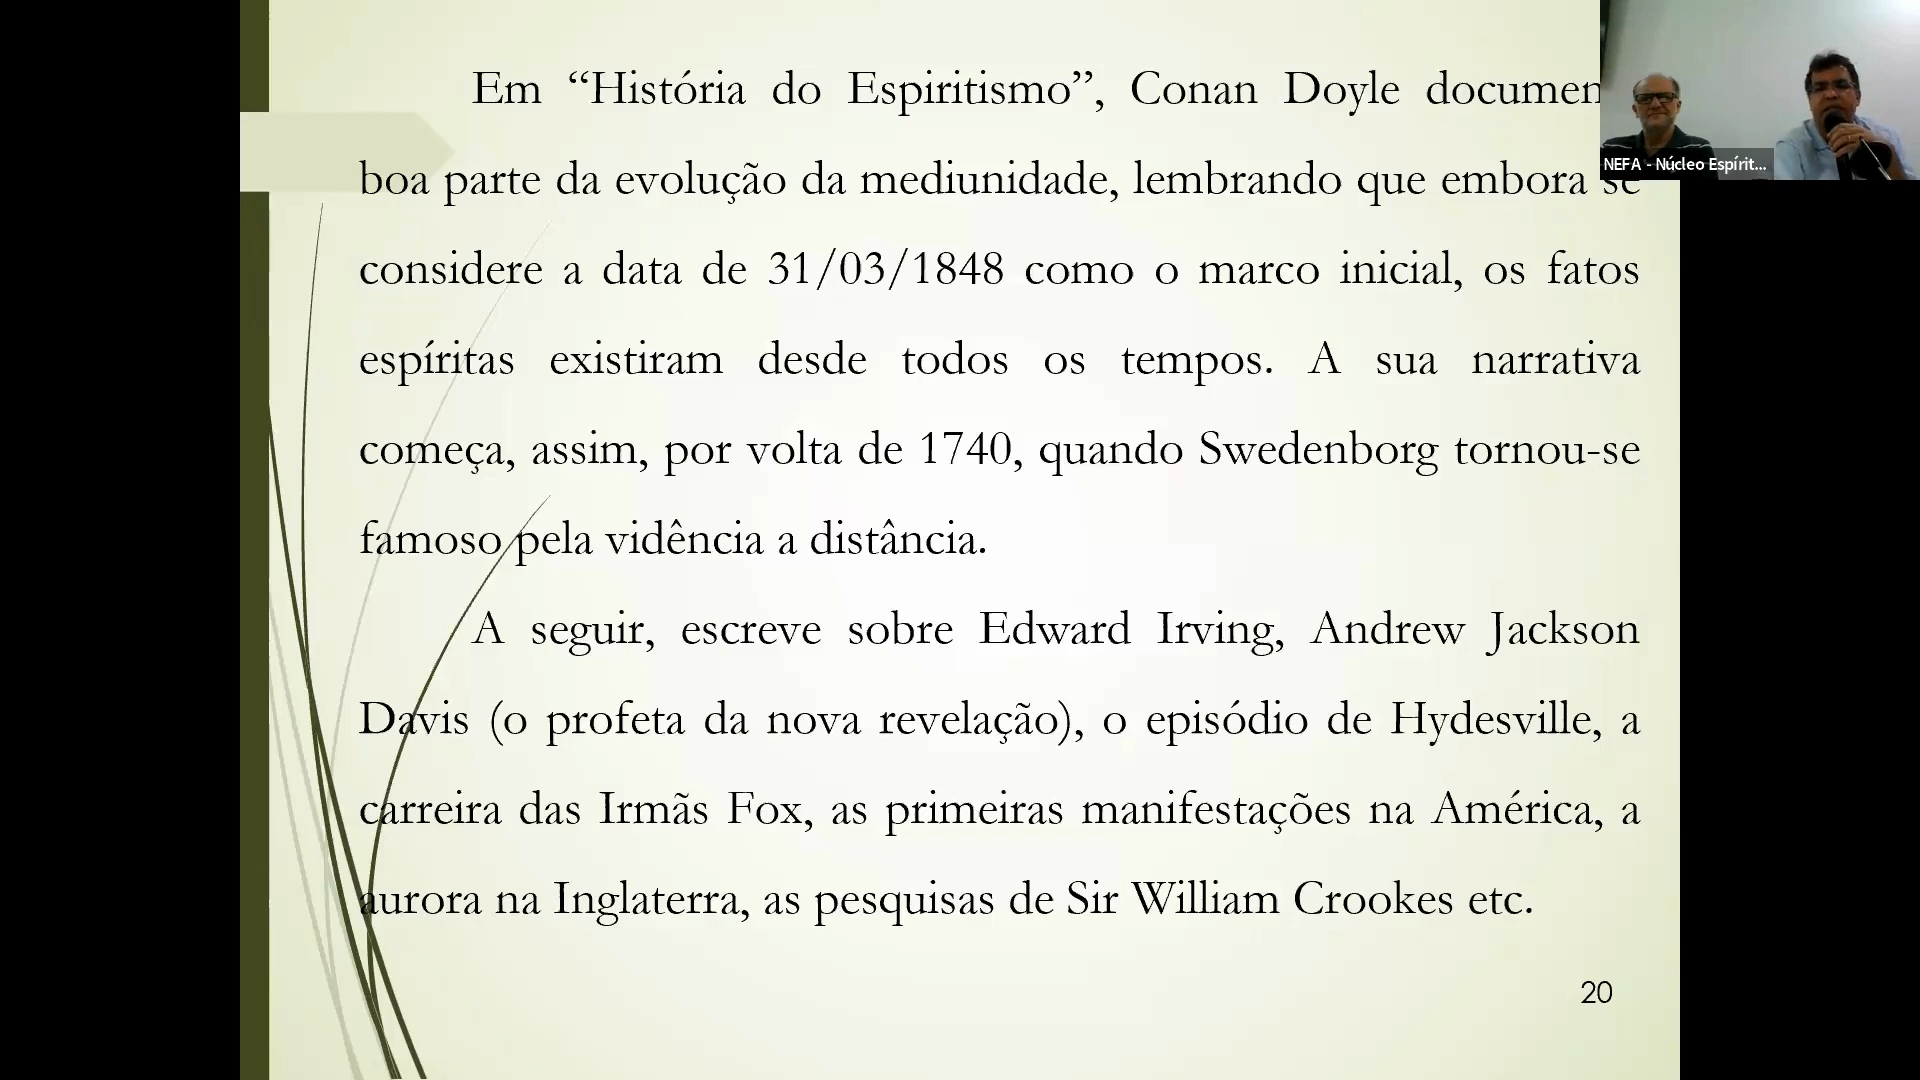 Em “História do Espiritismo”, Conan Doyle documen
boa parte da evolução da mediunidade, lembrando que embora se
considere a data de 31/03/1848 como o marco inicial, os fatos
espíritas existiram desde todos os tempos. A sua narrativa
começa, assim, por volta de 1740, quando Swedenborg tornou-se
famoso pela vidência a distância.
A seguir, escreve sobre Edward Irving, Andrew Jackson
Davis (o profeta da nova revelação), o episódio de Hydesville, a
carreira das Irmãs Fox, as primeiras manifestações na América, a
aurora na Inglaterra, as pesquisas de Sir William Crookes etc.
20
NEFA - Núcleo Espírit...